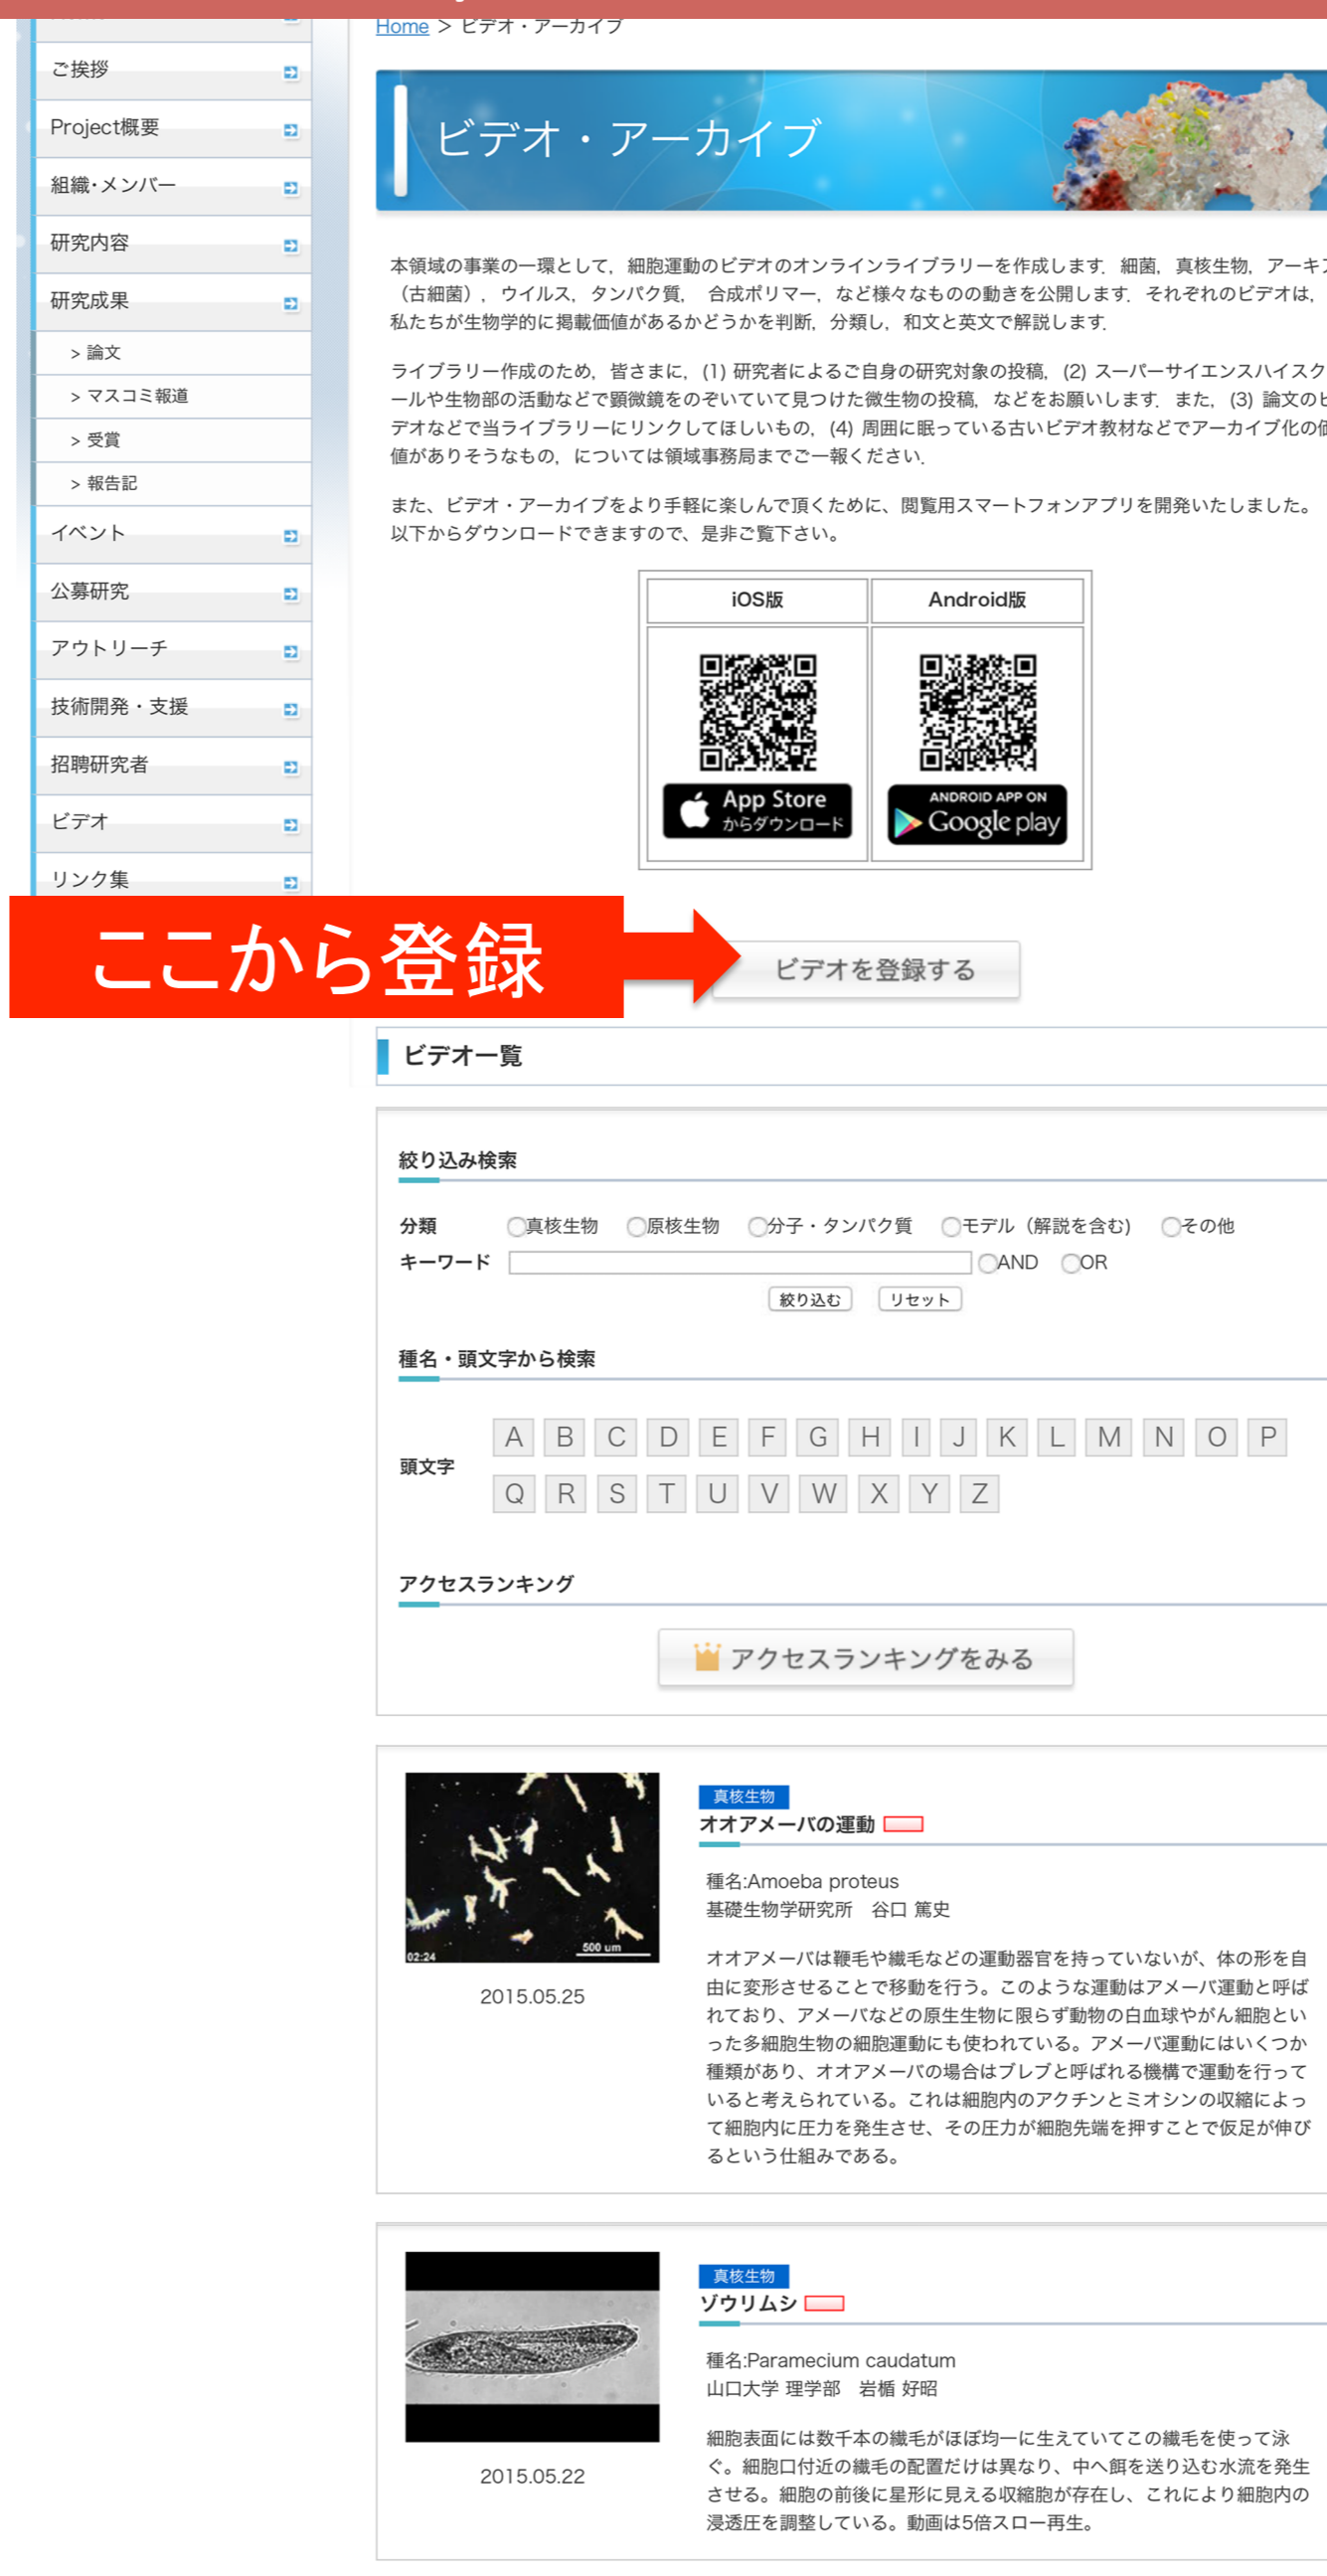 Home > ビデオ・アーカイブ
ご挨拶
Project概要
組織･メンバー
研究内容
研究成果
> 論文
> マスコミ報道
> 受賞
> 報告記
イベント
公募研究
アウトリーチ
技術開発・支援
招聘研究者
ビデオ
リンク集
ビデオ・アーカイブ
本領域の事業の一環として，細胞運動のビデオのオンラインライブラリーを作成します．細菌，真核生物，アーキア
（古細菌），ウイルス，タンパク質， 合成ポリマー，など様々なものの動きを公開します．それぞれのビデオは，
私たちが生物学的に掲載価値があるかどうかを判断，分類し，和文と英文で解説します．
ライブラリー作成のため，皆さまに，(1) 研究者によるご自身の研究対象の投稿，(2) スーパーサイエンスハイスク
ールや生物部の活動などで顕微鏡をのぞいていて見つけた微生物の投稿，などをお願いします．また，(3) 論文のビ
デオなどで当ライブラリーにリンクしてほしいもの，(4) 周囲に眠っている古いビデオ教材などでアーカイブ化の価
値がありそうなもの，については領域事務局までご一報ください．
また、ビデオ・アーカイブをより手軽に楽しんで頂くために、閲覧用スマートフォンアプリを開発いたしました。
以下からダウンロードできますので、是非ご覧下さい。
iOS版 Android版
App Store
からダウンロード
ANDROID APP ON
Google play
ここから登録
ビデオを登録する
ビデオ一覧
絞り込み検索
分類 真核生物 原核生物 分子・タンパク質 モデル（解説を含む) その他
キーワード AND OR
絞り込む リセット
種名・頭文字から検索
頭文字
A B C D E F G H I J K L M N O P
Q R S T U V W X Y Z
アクセスランキング
アクセスランキングをみる
500 um
02:24
2015.05.25
真核生物
オオアメーバの運動
種名:Amoeba proteus
基礎生物学研究所 谷口 篤史
オオアメーバは鞭毛や繊毛などの運動器官を持っていないが、体の形を自
由に変形させることで移動を行う。このような運動はアメーバ運動と呼ば
れており、アメーバなどの原生生物に限らず動物の白血球やがん細胞とい
った多細胞生物の細胞運動にも使われている。アメーバ運動にはいくつか
種類があり、オオアメーバの場合はブレブと呼ばれる機構で運動を行って
いると考えられている。これは細胞内のアクチンとミオシンの収縮によっ
て細胞内に圧力を発生させ、その圧力が細胞先端を押すことで仮足が伸び
るという仕組みである。
2015.05.22
真核生物
ゾウリムシ
種名:Paramecium caudatum
山口大学 理学部 岩楯 好昭
細胞表面には数千本の繊毛がほぼ均一に生えていてこの繊毛を使って泳
ぐ。細胞口付近の繊毛の配置だけは異なり、中へ餌を送り込む水流を発生
させる。細胞の前後に星形に見える収縮胞が存在し、これにより細胞内の
浸透圧を調整している。動画は5倍スロー再生。